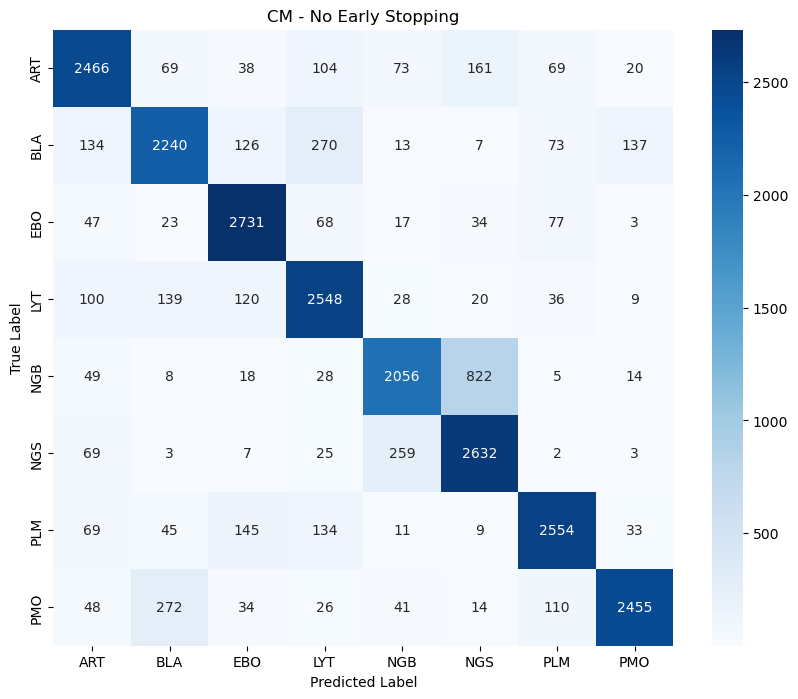 CM - No Early Stopping
True Label
ART 2466 69 38 104 73 161 69 20
BLA 134 2240 126 270 13 7 73 137
EBO 47 23 2731 68 17 34 77 3
LYT 100 139 120 2548 28 20 36 9
NGB 49 8 18 28 2056 822 5 14
NGS 69 3 7 25 259 2632 2 3
PLM 69 45 145 134 11 9 2554 33
PMO 48 272 34 26 41 14 110 2455
ART BLA EBO LYT NGB NGS PLM PMO
Predicted Label
2500
2000
1500
1000
500